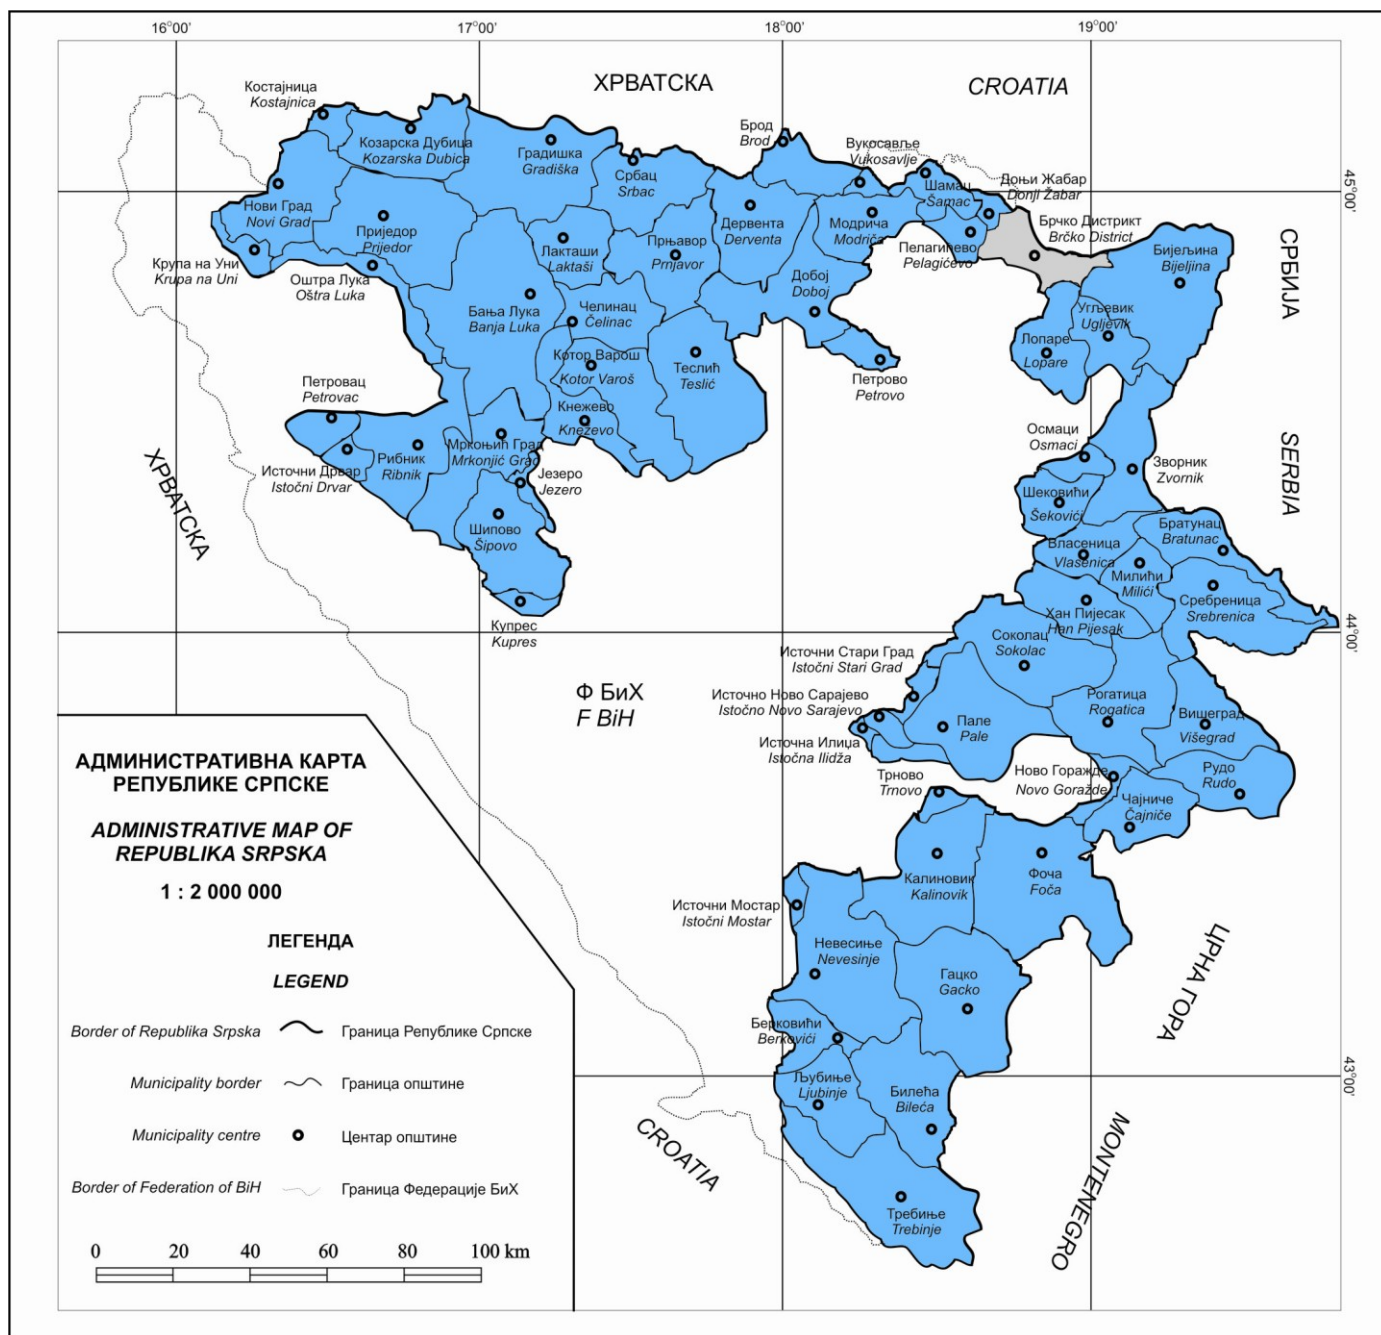 16°00'
17°00'
18°00'
19°00'
ХРВАТСКА
CROATIA
Костајница
Kostajnica
Козарска Дубица
Kozarska Dubica
Градишка
Gradiška
Србац
Srbac
Брод
Brod
Вукосавље
Vukosavlje
Шамац
Šamac
Доњи Жабар
Donji Žabar
45°00'
Нови Град
Novi Grad
Приједор
Prijedor
Лакташи
Laktaši
Прњавор
Prnjavor
Дервента
Derventa
Модрича
Modriča
Пелагићево
Pelagićevo
Брчко Дистрикт
Brčko District
Бијељина
Bijeljina
СРБИЈА
Крупа на Уни
Krupa na Uni
Оштра Лука
Oštra Luka
Бања Лука
Banja Luka
Челинац
Čelinac
Добој
Doboj
Угљевик
Ugljevik
Лопаре
Lopare
Котор Варош
Kotor Varoš
Теслић
Teslić
Петрово
Petrovo
Петровац
Petrovac
Кнежево
Kneževo
Источни Дрвар
Istočni Drvar
Рибник
Ribnik
Мркоњић Град
Mrkonjić Grad
Језеро
Jezero
Осмаци
Osmaci
Зворник
Zvornik
SERBIA
ХРВАТСКА
Шипово
Šipovo
Шековићи
Šekovići
Братунац
Bratunac
Власеница
Vlasenica
Милићи
Milići
Сребреница
Srebrenica
Купрес
Kupres
Хан Пијесак
Han Pijesak
44°00'
Соколац
Sokolac
Источни Стари Град
Istočni Stari Grad
Ф БиХ
F BiH
Источно Ново Сарајево
Istočno Novo Sarajevo
Источна Илиџа
Istočna Ilidža
Пале
Pale
Рогатица
Rogatica
Вишеград
Višegrad
Трново
Trnovo
Ново Горажде
Novo Goražde
Рудо
Rudo
Чајниче
Čajniče
Калиновик
Kalinovik
Фоча
Foča
Источни Мостар
Istočni Mostar
Невесиње
Nevesinje
Гацко
Gacko
ЦРНА ГОРА
Берковићи
Berkovići
43°00'
Љубиње
Ljubinje
Билећа
Bileća
CROATIA
MONTENEGRO
Требиње
Trebinje
АДМИНИСТРАТИВНА КАРТА
РЕПУБЛИКЕ СРПСКЕ
ADMINISTRATIVE MAP OF
REPUBLIKA SRPSKA
1 : 2 000 000
ЛЕГЕНДА
LEGEND
Border of Republika Srpska Граница Републике Српске
Municipality border Граница општине
Municipality centre Центар општине
Border of Federation of BiH Граница Федерације БиХ
0 20 40 60 80 100 km